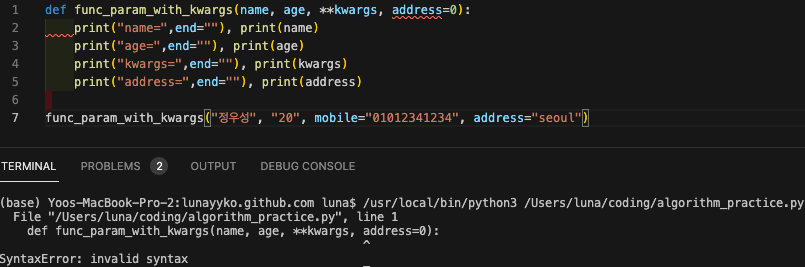 1 def func_param_with_kwargs(name, age, **kwargs, address=0):
2     print("name=",end=""), print(name)
3     print("age=",end=""), print(age)
4     print("kwargs=",end=""), print(kwargs)
5     print("address=",end=""), print(address)
6
7 func_param_with_kwargs("정우성", "20", mobile="01012341234", address="seoul")
TERMINAL PROBLEMS 2 OUTPUT DEBUG CONSOLE
(base) Yoos-MacBook-Pro-2:lunayyko.github.com luna$ /usr/local/bin/python3 /Users/luna/coding/algorithm_practice.py
  File "/Users/luna/coding/algorithm_practice.py", line 1
    def func_param_with_kwargs(name, age, **kwargs, address=0):
                                                    ^
SyntaxError: invalid syntax